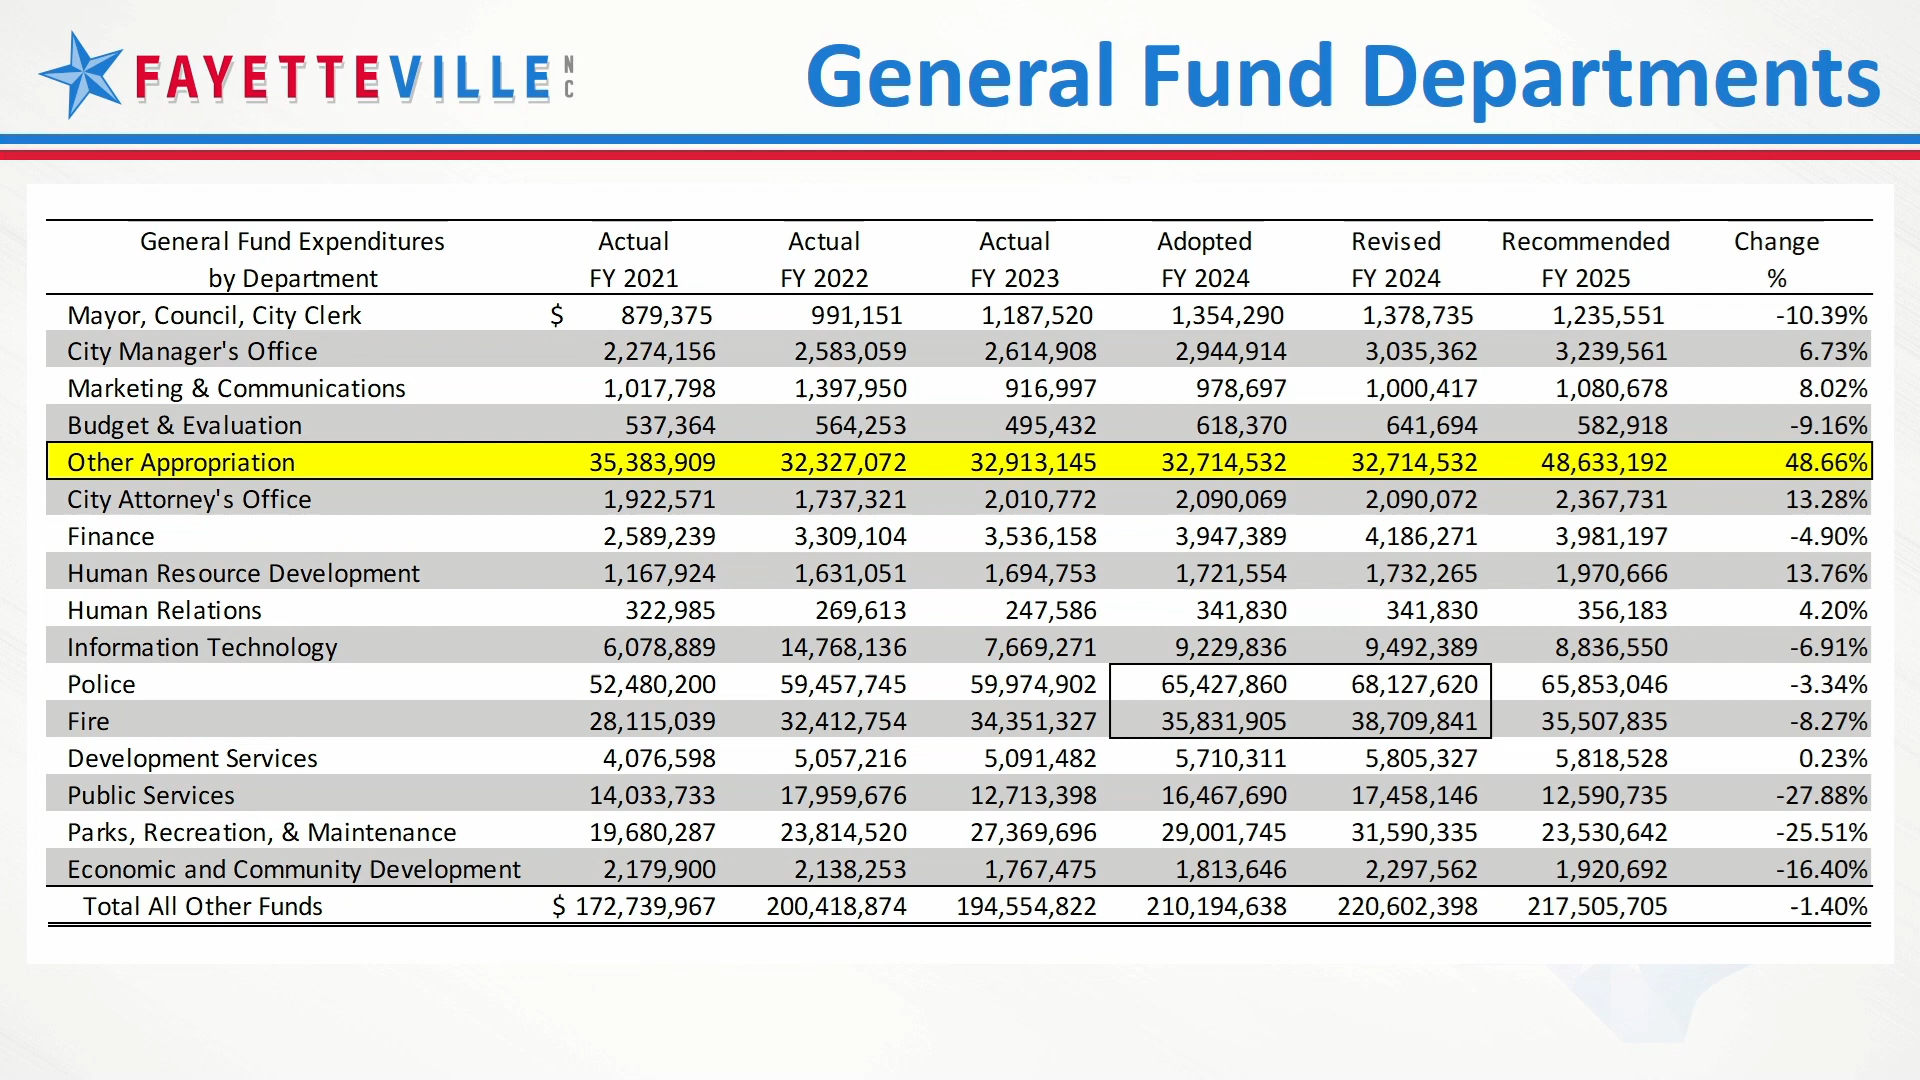 FAYETTEVILLE NC
General Fund Departments
General Fund Expenditures by Department Actual FY 2021 Actual FY 2022 Actual FY 2023 Adopted FY 2024 Revised FY 2024 Recommended FY 2025 Change %
Mayor, Council, City Clerk $ 879,375 991,151 1,187,520 1,354,290 1,378,735 1,235,551 -10.39%
City Manager's Office 2,274,156 2,583,059 2,614,908 2,944,914 3,035,362 3,239,561 6.73%
Marketing & Communications 1,017,798 1,397,950 916,997 978,697 1,000,417 1,080,678 8.02%
Budget & Evaluation 537,364 564,253 495,432 618,370 641,694 582,918 -9.16%
Other Appropriation 35,383,909 32,327,072 32,913,145 32,714,532 32,714,532 48,633,192 48.66%
City Attorney's Office 1,922,571 1,737,321 2,010,772 2,090,069 2,090,072 2,367,731 13.28%
Finance 2,589,239 3,309,104 3,536,158 3,947,389 4,186,271 3,981,197 -4.90%
Human Resource Development 1,167,924 1,631,051 1,694,753 1,721,554 1,732,265 1,970,666 13.76%
Human Relations 322,985 269,613 247,586 341,830 341,830 356,183 4.20%
Information Technology 6,078,889 14,768,136 7,669,271 9,229,836 9,492,389 8,836,550 -6.91%
Police 52,480,200 59,457,745 59,974,902 65,427,860 68,127,620 65,853,046 -3.34%
Fire 28,115,039 32,412,754 34,351,327 35,831,905 38,709,841 35,507,835 -8.27%
Development Services 4,076,598 5,057,216 5,091,482 5,710,311 5,805,327 5,818,528 0.23%
Public Services 14,033,733 17,959,676 12,713,398 16,467,690 17,458,146 12,590,735 -27.88%
Parks, Recreation, & Maintenance 19,680,287 23,814,520 27,369,696 29,001,745 31,590,335 23,530,642 -25.51%
Economic and Community Development 2,179,900 2,138,253 1,767,475 1,813,646 2,297,562 1,920,692 -16.40%
Total All Other Funds $ 172,739,967 200,418,874 194,554,822 210,194,638 220,602,398 217,505,705 -1.40%